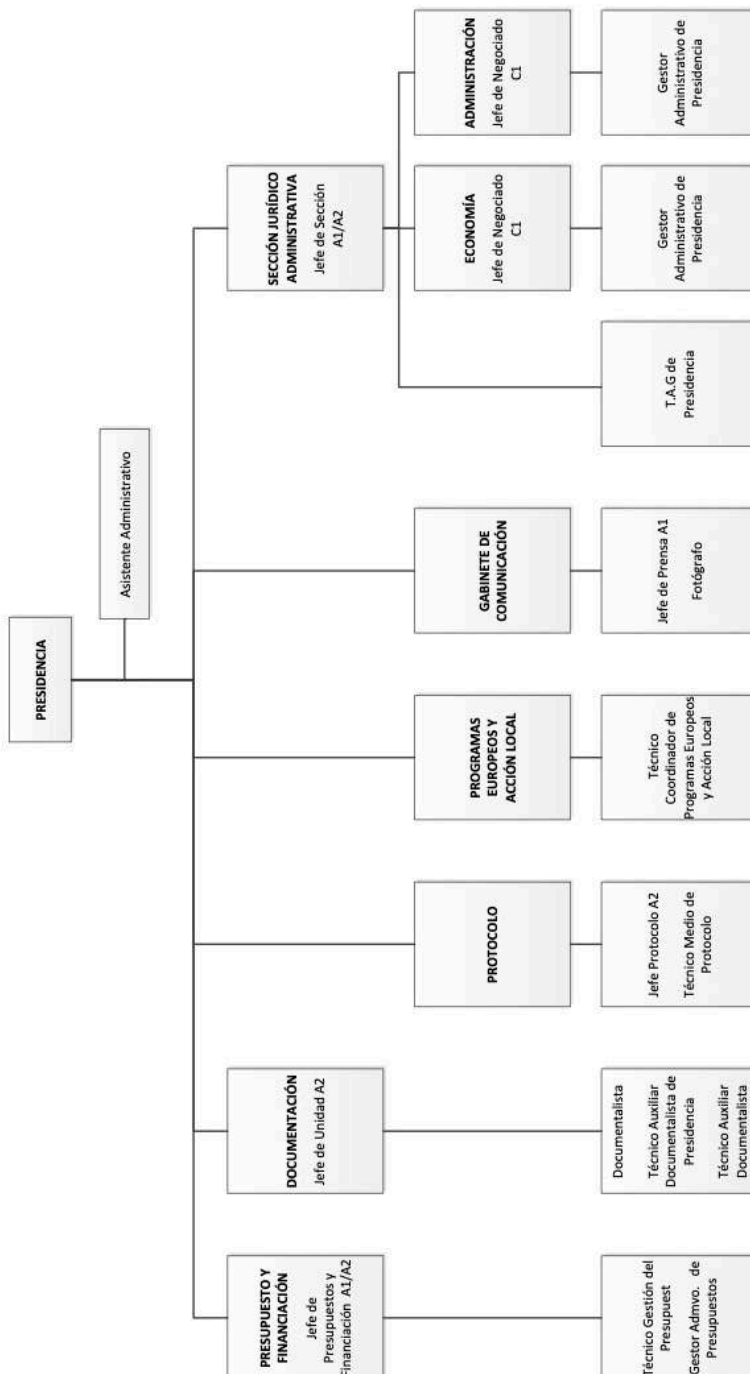 PRESIDENCIA
Asistente Administrativo
PRESUPUESTO Y
FINANCIACIÓN
Jefe de
Presupuestos y
Financiación A1/A2
DOCUMENTACIÓN
Jefe de Unidad A2
SECCIÓN JURÍDICO
ADMINISTRATIVA
Jefe de Sección
A1/A2
PROTOCOLO
PROGRAMAS
EUROPEOS Y
ACCIÓN LOCAL
GABINETE DE
COMUNICACIÓN
ECONOMÍA
Jefe de Negociado
C1
ADMINISTRACIÓN
Jefe de Negociado
C1
Técnico Gestión del
Presupuest
Gestor Admvo. de
Presupuestos
Documentalista
Técnico Auxiliar
Documentalista de
Presidencia
Técnico Auxiliar
Documentalista
Jefe Protocolo A2
Técnico Medio de
Protocolo
Técnico
Coordinador de
Programas Europeos
y Acción Local
Jefe de Prensa A1
Fotógrafo
T.A.G de
Presidencia
Gestor
Administrativo de
Presidencia
Gestor
Administrativo de
Presidencia